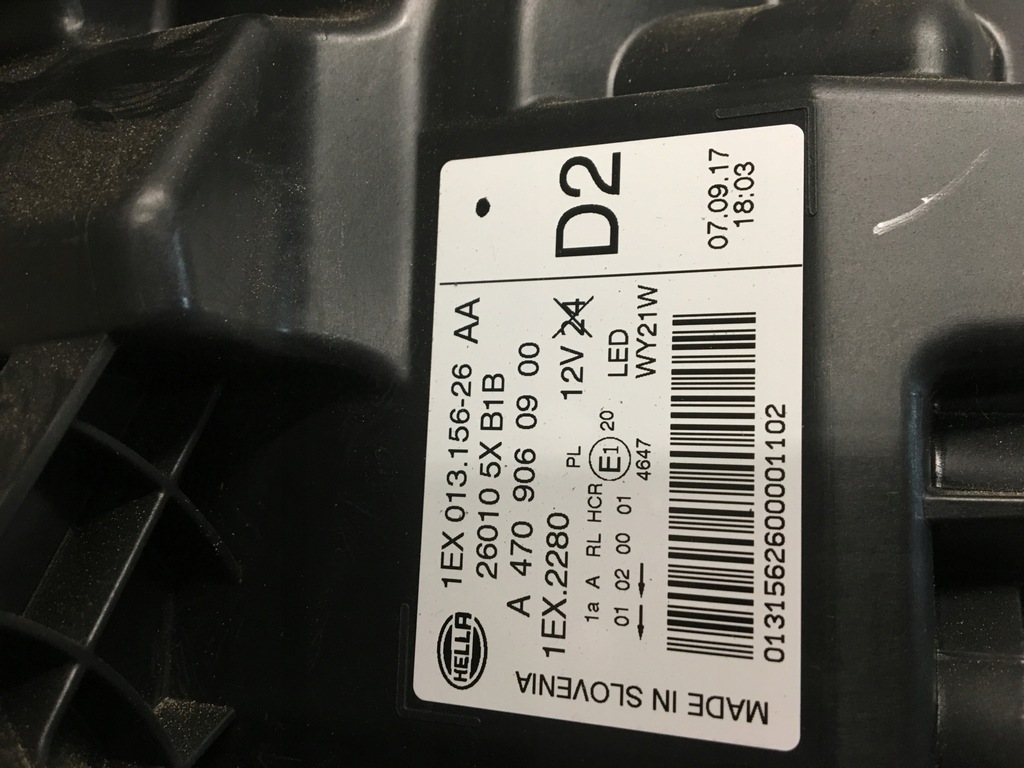 HELLA
1EX 013.156-26 AA
26010 5X B1B
A 470 906 09 00
1EX.2280 12V 24
PL
1a A RL HCR E1 20 LED
01 02 00 01 4647 WY21W
0131562600001102
MADE IN SLOVENIA
D2
07.09.17
18:03